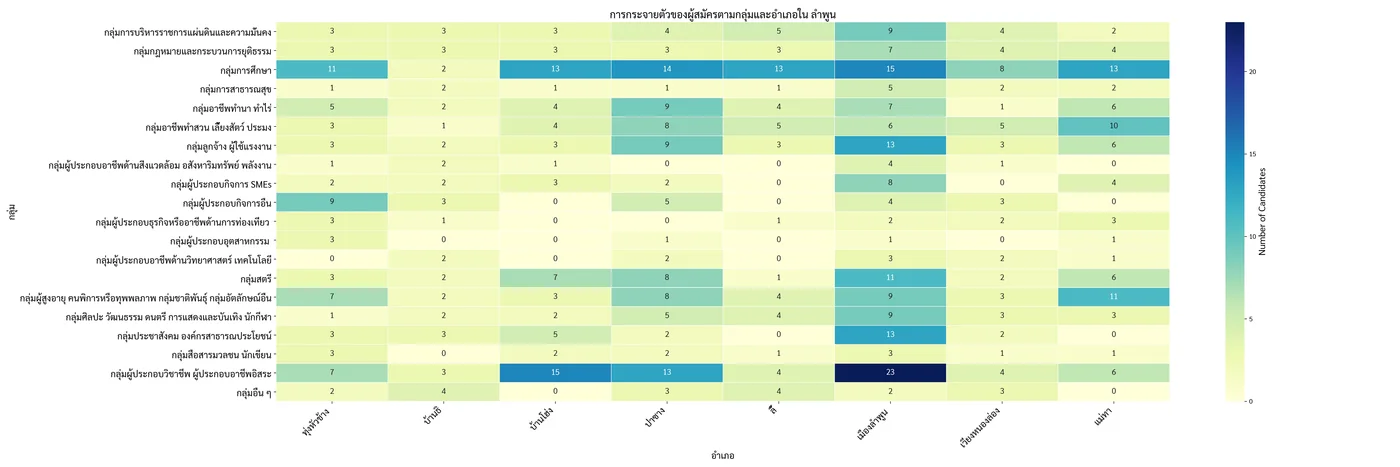 การกระจายตัวของผู้สมัครตามกลุ่มและอำเภอใน ลำพูน
กลุ่มการบริหารราชการแผ่นดินและความมั่นคง 3 3 3 4 5 9 4 2
กลุ่มกฎหมายและกระบวนการยุติธรรม 3 3 3 3 3 7 4 4
กลุ่มการศึกษา 11 2 13 14 13 15 8 13
กลุ่มการสาธารณสุข 1 2 1 1 1 5 2 2
กลุ่มอาชีพทำนา ทำไร่ 5 2 4 9 4 7 1 6
กลุ่มอาชีพทำสวน เลี้ยงสัตว์ ประมง 3 1 4 8 5 6 5 10
กลุ่มลูกจ้าง ผู้ใช้แรงงาน 3 2 3 9 3 13 3 6
กลุ่มผู้ประกอบอาชีพด้านสิ่งแวดล้อม อสังหาริมทรัพย์ พลังงาน 1 2 1 0 0 4 1 0
กลุ่มผู้ประกอบกิจการ SMEs 2 2 3 2 0 8 0 4
กลุ่มผู้ประกอบกิจการอื่น 9 3 0 5 0 4 3 0
กลุ่มผู้ประกอบธุรกิจหรืออาชีพด้านการท่องเที่ยว 3 1 0 0 1 2 2 3
กลุ่มผู้ประกอบอุตสาหกรรม 3 0 0 1 0 1 0 1
กลุ่มผู้ประกอบอาชีพด้านวิทยาศาสตร์ เทคโนโลยี 0 2 0 2 0 3 2 1
กลุ่มสตรี 3 2 7 8 1 11 2 6
กลุ่มผู้สูงอายุ คนพิการหรือทุพพลภาพ กลุ่มชาติพันธุ์ กลุ่มอัตลักษณ์อื่น 7 2 3 8 4 9 3 11
กลุ่มศิลปะ วัฒนธรรม ดนตรี การแสดงและบันเทิง นักกีฬา 1 2 2 5 4 9 3 3
กลุ่มประชาสังคม องค์กรสาธารณประโยชน์ 3 3 5 2 0 13 2 0
กลุ่มสื่อสารมวลชน นักเขียน 3 0 2 2 1 3 1 1
กลุ่มผู้ประกอบวิชาชีพ ผู้ประกอบอาชีพอิสระ 7 3 15 13 4 23 4 6
กลุ่มอื่น ๆ 2 4 0 3 4 2 3 0
ทุ่งหัวช้าง บ้านธิ บ้านโฮ่ง ป่าซาง ลี้ เมืองลำพูน เวียงหนองล่อง แม่ทา
อำเภอ
กลุ่ม
20
15
10
5
0
Number of Candidates